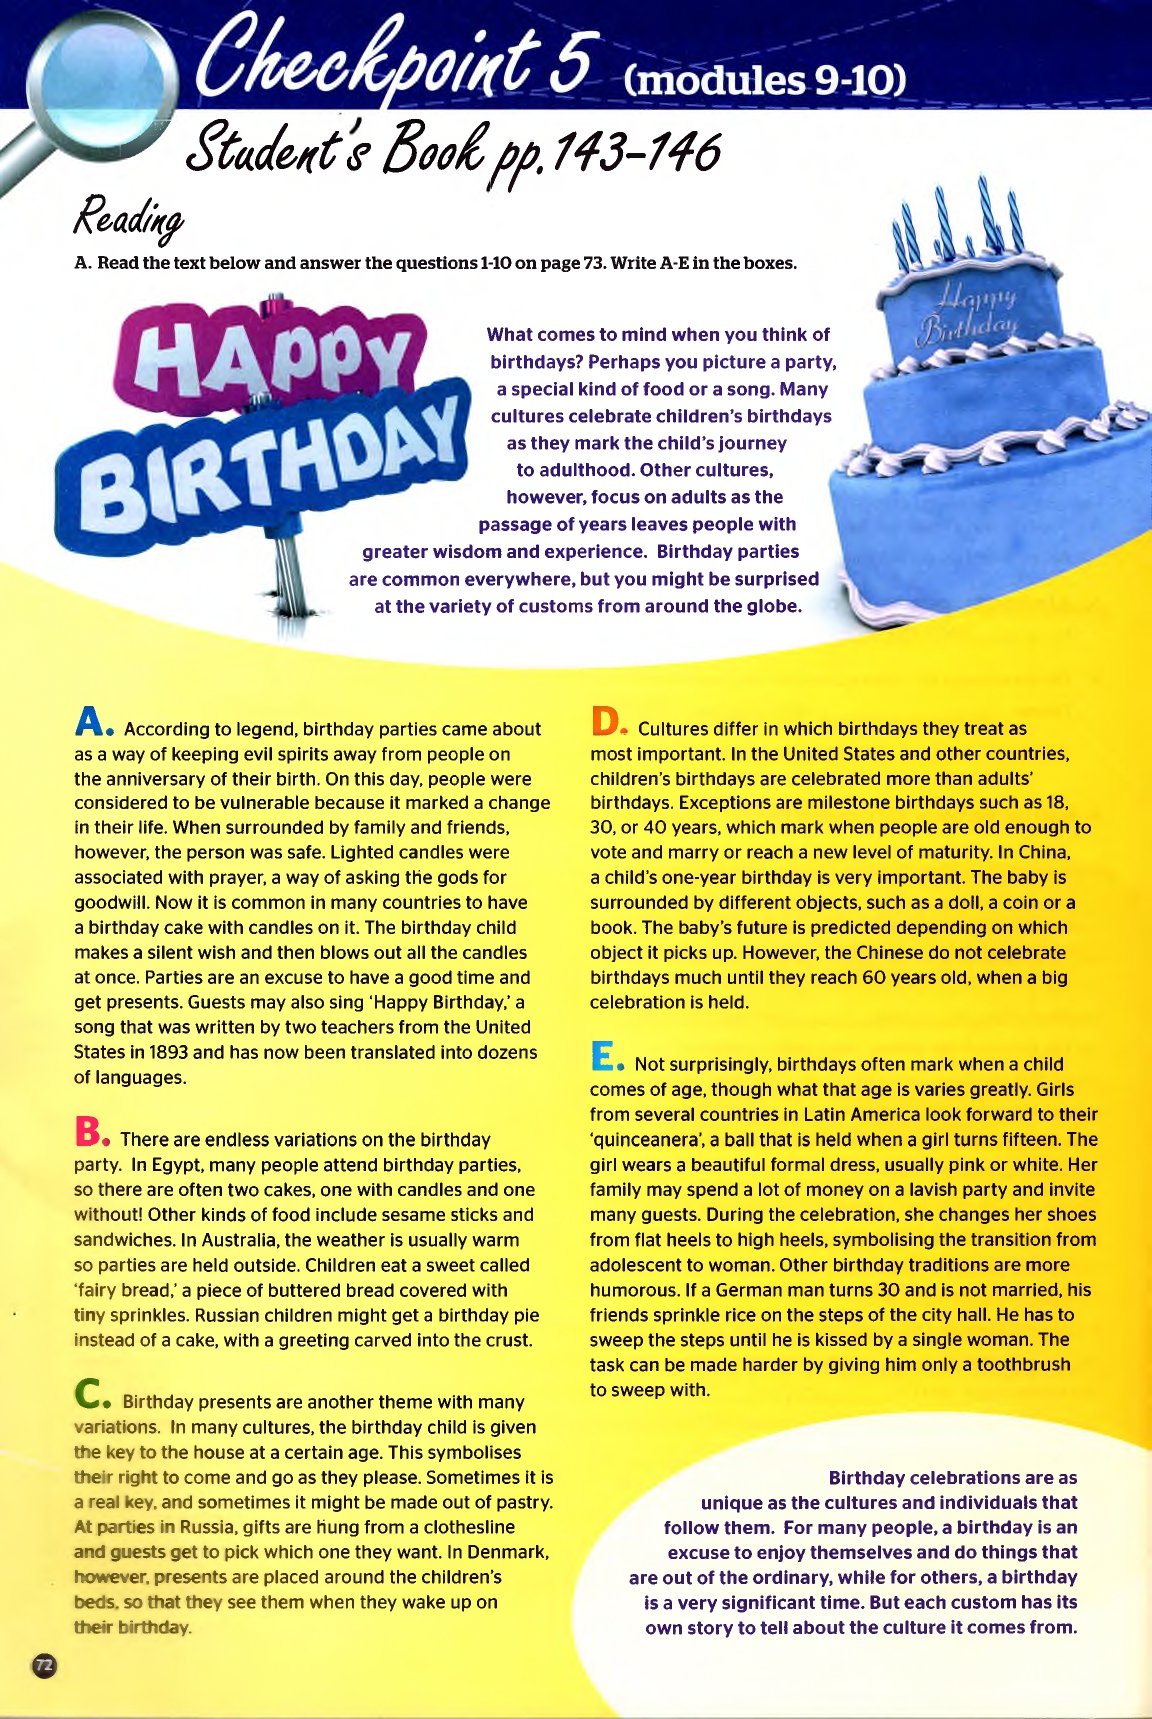 Checkpoint 5 (modules 9-10)
Student's Book pp. 143-146
Reading
A. Read the text below and answer the questions 1-10 on page 73. Write A-E in the boxes.
HAPPY
BIRTHDAY
Happy
Birthday
What comes to mind when you think of
birthdays? Perhaps you picture a party,
a special kind of food or a song. Many
cultures celebrate children's birthdays
as they mark the child's journey
to adulthood. Other cultures,
however, focus on adults as the
passage of years leaves people with
greater wisdom and experience. Birthday parties
are common everywhere, but you might be surprised
at the variety of customs from around the globe.
A. According to legend, birthday parties came about
as a way of keeping evil spirits away from people on
the anniversary of their birth. On this day, people were
considered to be vulnerable because it marked a change
in their life. When surrounded by family and friends,
however, the person was safe. Lighted candles were
associated with prayer, a way of asking the gods for
goodwill. Now it is common in many countries to have
a birthday cake with candles on it. The birthday child
makes a silent wish and then blows out all the candles
at once. Parties are an excuse to have a good time and
get presents. Guests may also sing 'Happy Birthday,' a
song that was written by two teachers from the United
States in 1893 and has now been translated into dozens
of languages.
B. There are endless variations on the birthday
party. In Egypt, many people attend birthday parties,
so there are often two cakes, one with candles and one
without! Other kinds of food include sesame sticks and
sandwiches. In Australia, the weather is usually warm
so parties are held outside. Children eat a sweet called
'fairy bread,' a piece of buttered bread covered with
tiny sprinkles. Russian children might get a birthday pie
instead of a cake, with a greeting carved into the crust.
C. Birthday presents are another theme with many
variations. In many cultures, the birthday child is given
the key to the house at a certain age. This symbolises
their right to come and go as they please. Sometimes it is
a real key, and sometimes it might be made out of pastry.
At parties in Russia, gifts are hung from a clothesline
and guests get to pick which one they want. In Denmark,
however, presents are placed around the children's
beds, so that they see them when they wake up on
their birthday.
D. Cultures differ in which birthdays they treat as
most important. In the United States and other countries,
children's birthdays are celebrated more than adults'
birthdays. Exceptions are milestone birthdays such as 18,
30, or 40 years, which mark when people are old enough to
vote and marry or reach a new level of maturity. In China,
a child's one-year birthday is very important. The baby is
surrounded by different objects, such as a doll, a coin or a
book. The baby's future is predicted depending on which
object it picks up. However, the Chinese do not celebrate
birthdays much until they reach 60 years old, when a big
celebration is held.
E. Not surprisingly, birthdays often mark when a child
comes of age, though what that age is varies greatly. Girls
from several countries in Latin America look forward to their
'quinceanera', a ball that is held when a girl turns fifteen. The
girl wears a beautiful formal dress, usually pink or white. Her
family may spend a lot of money on a lavish party and invite
many guests. During the celebration, she changes her shoes
from flat heels to high heels, symbolising the transition from
adolescent to woman. Other birthday traditions are more
humorous. If a German man turns 30 and is not married, his
friends sprinkle rice on the steps of the city hall. He has to
sweep the steps until he is kissed by a single woman. The
task can be made harder by giving him only a toothbrush
to sweep with.
Birthday celebrations are as
unique as the cultures and individuals that
follow them. For many people, a birthday is an
excuse to enjoy themselves and do things that
are out of the ordinary, while for others, a birthday
is a very significant time. But each custom has its
own story to tell about the culture it comes from.
72